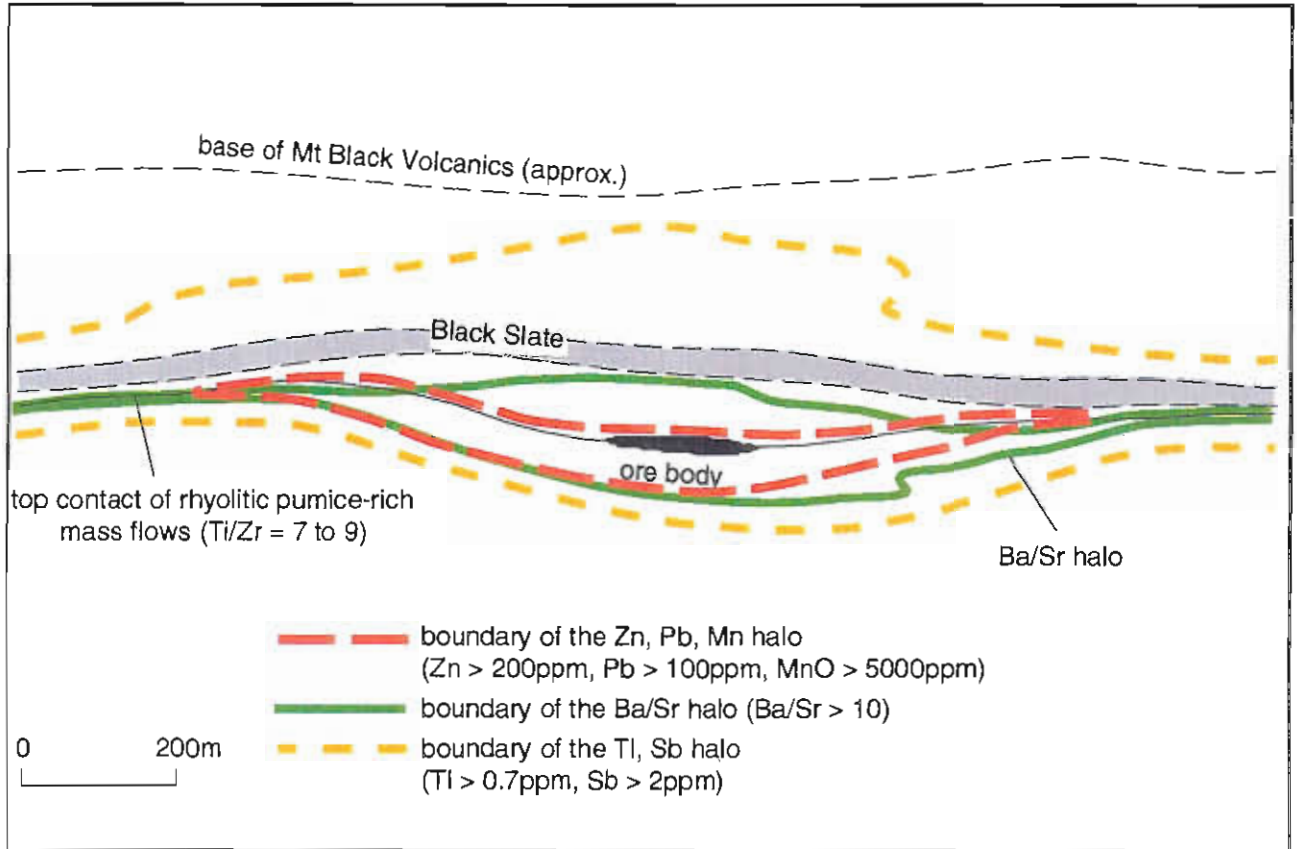 base of Mt Black Volcanics (approx.)
Black Slate
ore body
top contact of rhyolitic pumice-rich
mass flows (Ti/Zr = 7 to 9)
Ba/Sr halo
boundary of the Zn, Pb, Mn halo
(Zn > 200ppm, Pb > 100ppm, MnO > 5000ppm)
boundary of the Ba/Sr halo (Ba/Sr > 10)
0 200m
boundary of the Tl, Sb halo
(Tl > 0.7ppm, Sb > 2ppm)